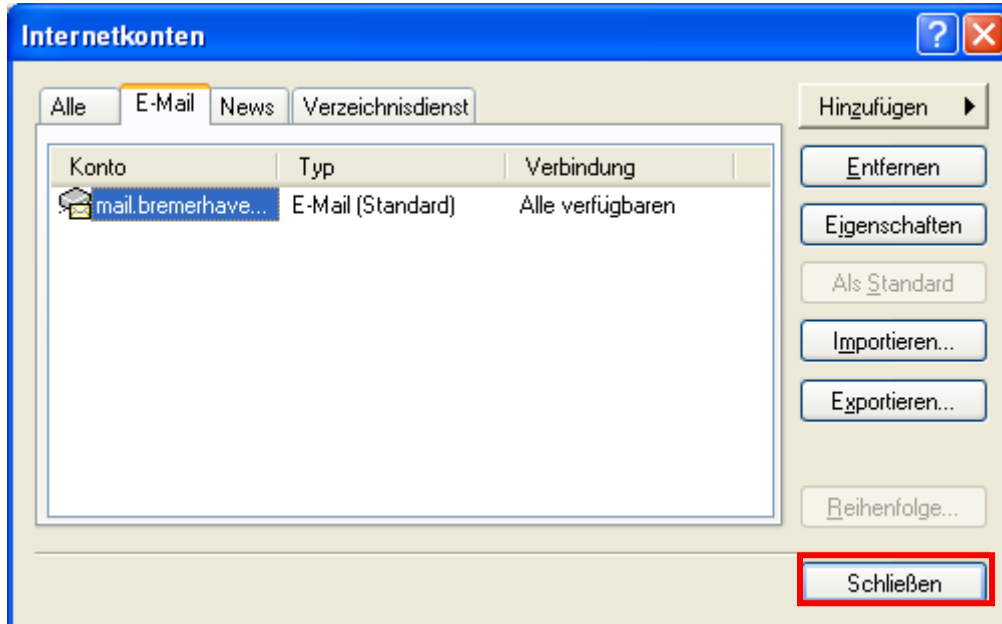 Internetkonten
Alle E-Mail News Verzeichnisdienst
Hinzufügen
Konto Typ Verbindung
Entfernen
mail.bremerhave... E-Mail (Standard) Alle verfügbaren
Eigenschaften
Als Standard
Importieren...
Exportieren...
Reihenfolge...
Schließen